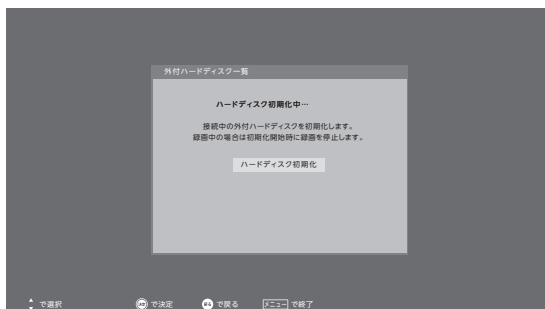 外付ハードディスク一覧
ハードディスク初期化中…
接続中の外付ハードディスクを初期化します。
録画中の場合は初期化開始時に録画を停止します。
ハードディスク初期化
で選択 決定 で決定 戻る で戻る メニュー で終了